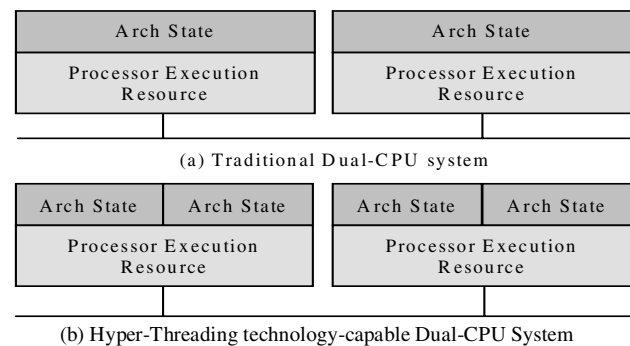 Arch State
Arch State
Processor Execution
Resource
Processor Execution
Resource
(a) Traditional Dual-CPU system
Arch State Arch State
Arch State Arch State
Processor Execution
Resource
Processor Execution
Resource
(b) Hyper-Threading technology-capable Dual-CPU System